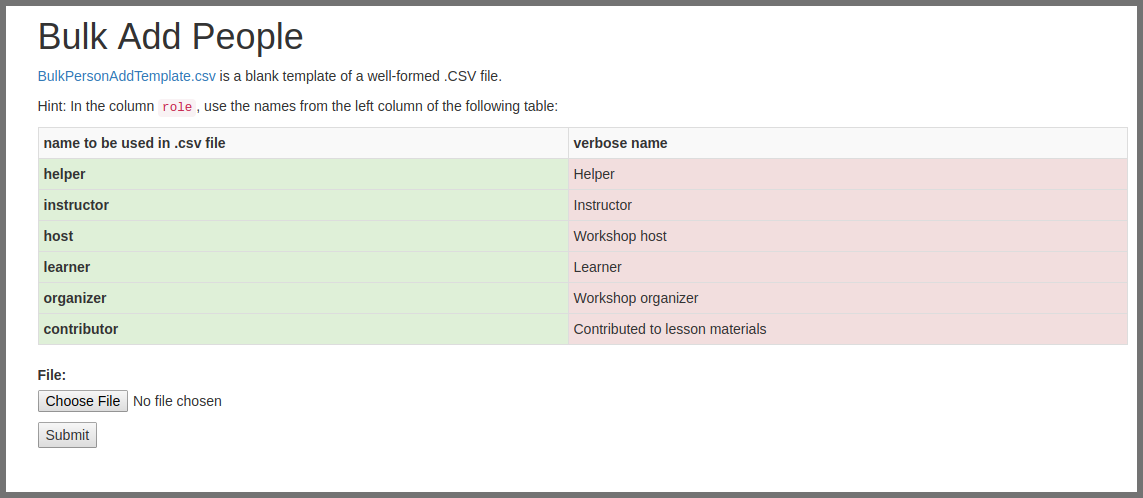 Bulk Add People
BulkPersonAddTemplate.csv is a blank template of a well-formed .CSV file.
Hint: In the column role, use the names from the left column of the following table:
name to be used in .csv file verbose name
helper Helper
instructor Instructor
host Workshop host
learner Learner
organizer Workshop organizer
contributor Contributed to lesson materials
File:
Choose File No file chosen
Submit